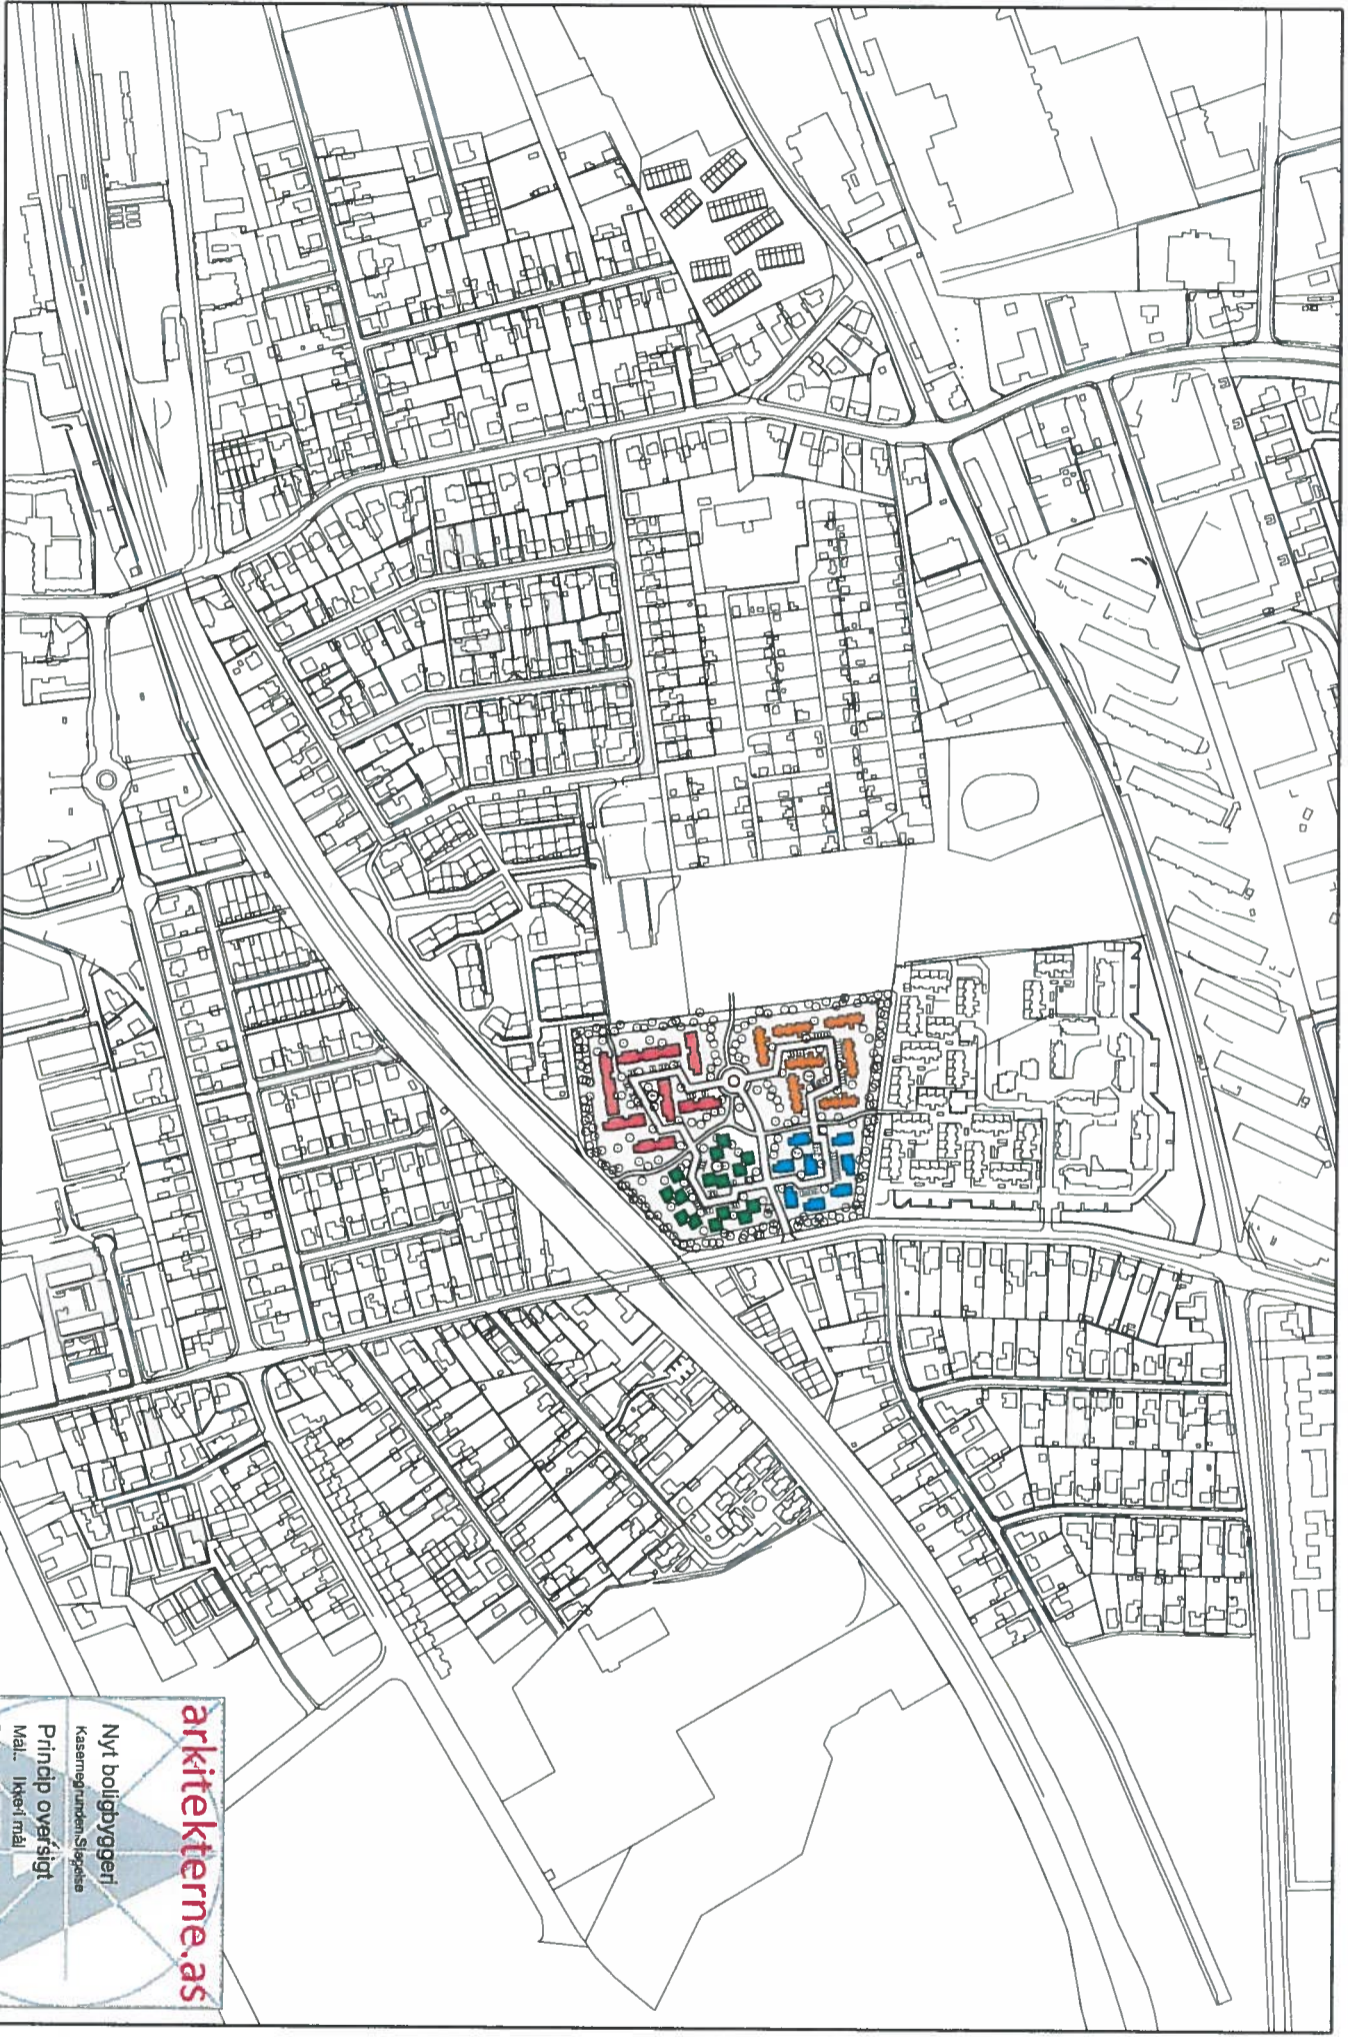 arkitekterne.as
Nyt boligbyggeri
Kasernegrunden, Slagelse
Princip oversigt
Mål.. Ikke i mål